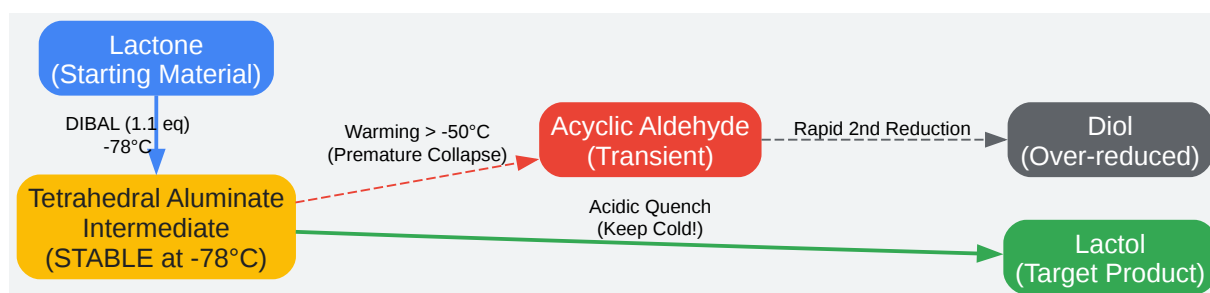 Lactone
(Starting Material)
DIBAL (1.1 eq)
-78°C
Tetrahedral Aluminate
Intermediate
(STABLE at -78°C)
Warming > -50°C
(Premature Collapse)
Acyclic Aldehyde
(Transient)
Rapid 2nd Reduction
Diol
(Over-reduced)
Acidic Quench
(Keep Cold!)
Lactol
(Target Product)